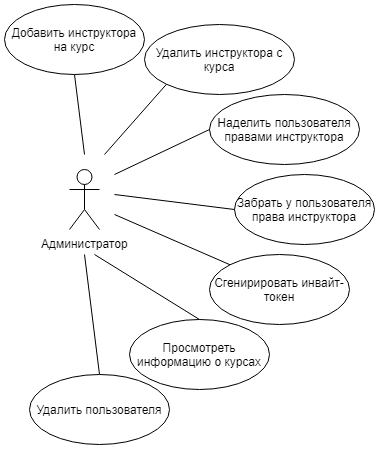 Добавить инструктора
на курс
Удалить инструктора с
курса
Наделить пользователя
правами инструктора
Забрать у пользователя
права инструктора
Администратор
Сгенирировать инвайт-
токен
Просмотреть
информацию о курсах
Удалить пользователя